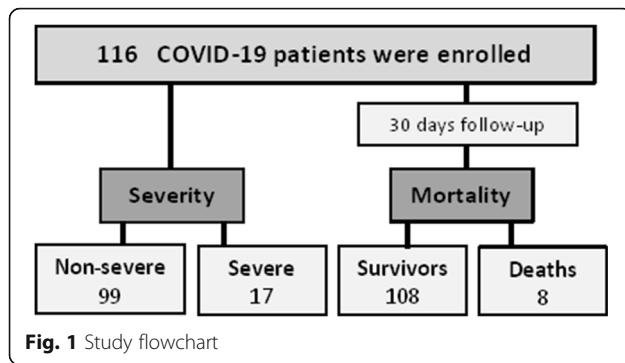 116 COVID-19 patients were enrolled
30 days follow-up
Severity
Mortality
Non-severe
99
Severe
17
Survivors
108
Deaths
8
Fig. 1 Study flowchart